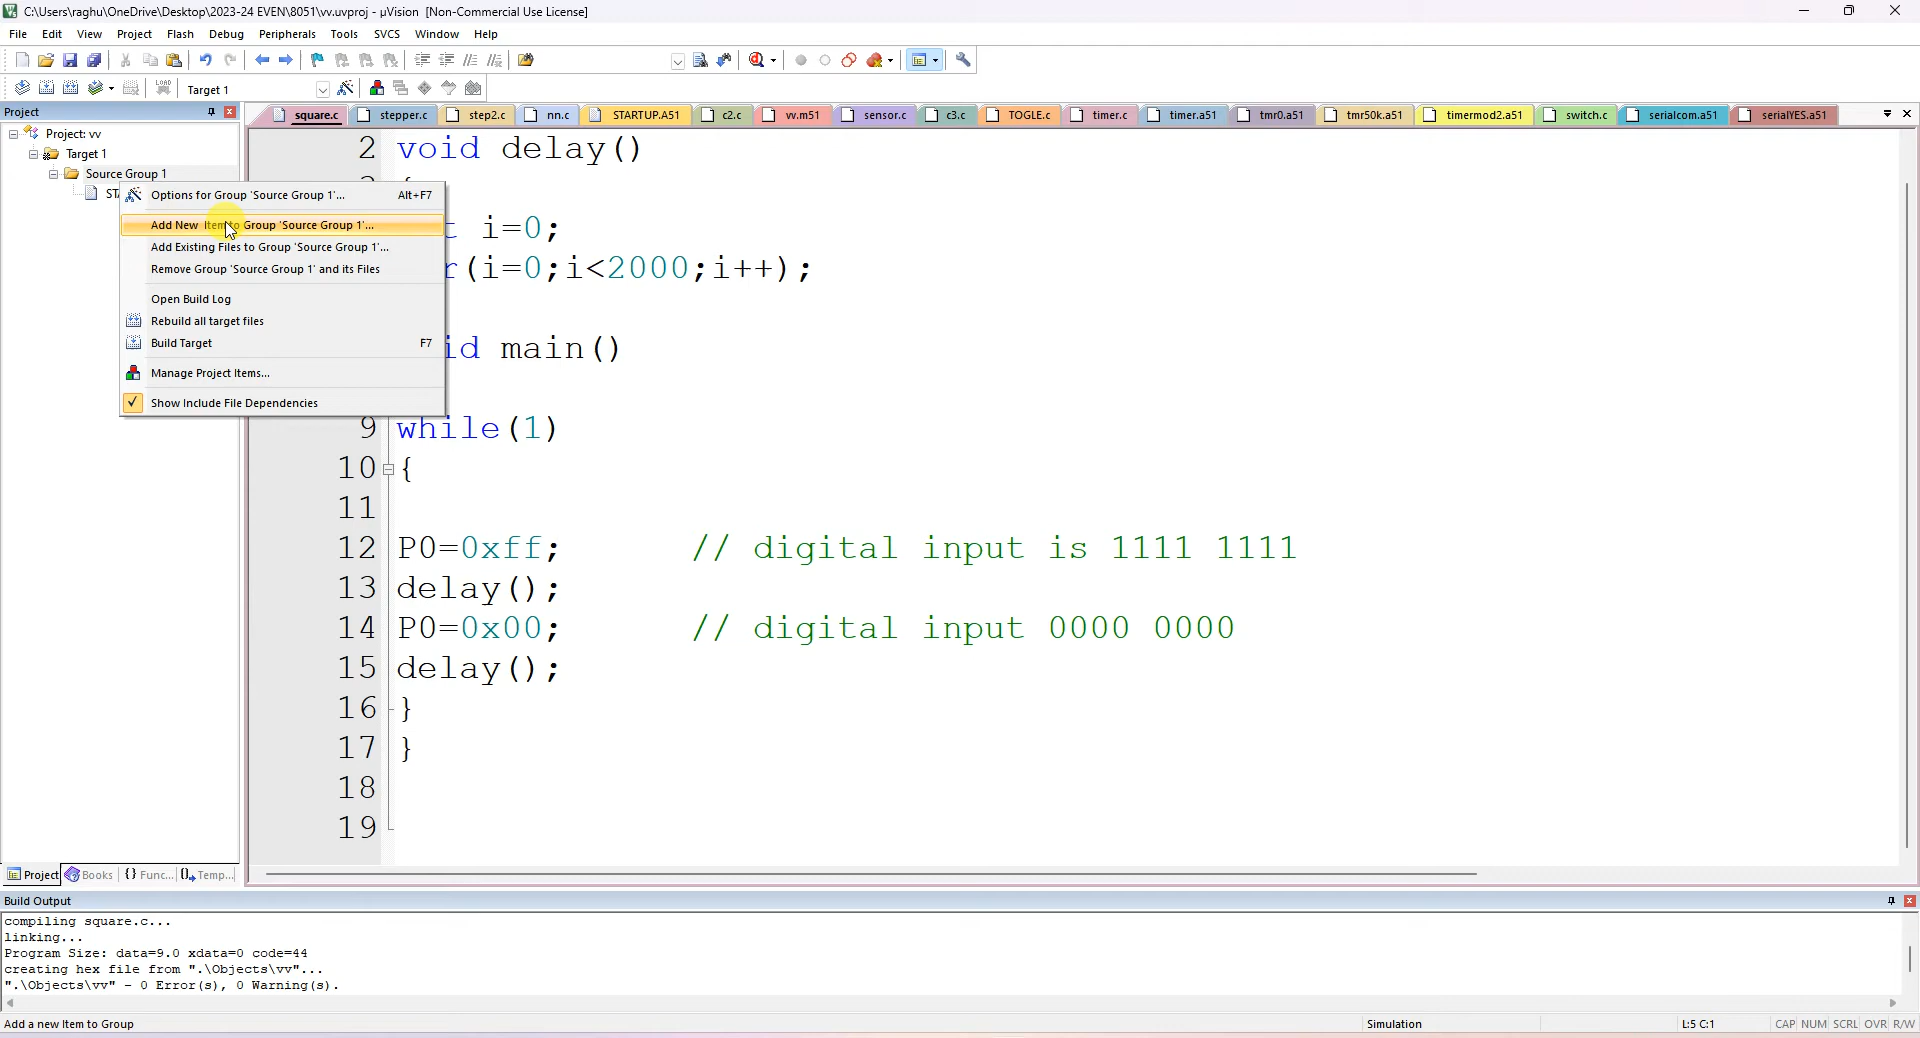 C:\Users\raghu\OneDrive\Desktop\2023-24 EVEN\8051\vv.uvproj - µVision [Non-Commercial Use License]
File Edit View Project Flash Debug Peripherals Tools SVCS Window Help
LOAD Target 1
Project
square.c stepper.c step2.c nn.c STARTUP.A51 c2.c vv.m51 sensor.c c3.c TOGLE.c timer.c timer.a51 tmr0.a51 tmr50k.a51 timermod2.a51 switch.c serialcom.a51 serialYES.a51
Project: vv
Target 1
Source Group 1
Options for Group 'Source Group 1'... Alt+F7
Add New Item to Group 'Source Group 1'...
Add Existing Files to Group 'Source Group 1'...
Remove Group 'Source Group 1' and its Files
Open Build Log
Rebuild all target files
Build Target F7
Manage Project Items...
Show Include File Dependencies
2 void delay()
i=0;
(i=0;i<2000;i++);
main()
9 while(1)
10 {
11
12 P0=0xff; // digital input is 1111 1111
13 delay();
14 P0=0x00; // digital input 0000 0000
15 delay();
16 }
17 }
18
19
Project Books {} Func... Temp...
Build Output
compiling square.c...
linking...
Program Size: data=9.0 xdata=0 code=44
creating hex file from ".\Objects\vv"...
".\Objects\vv" - 0 Error(s), 0 Warning(s).
Add a new Item to Group Simulation L:5 C:1 CAP NUM SCRL OVR R/W